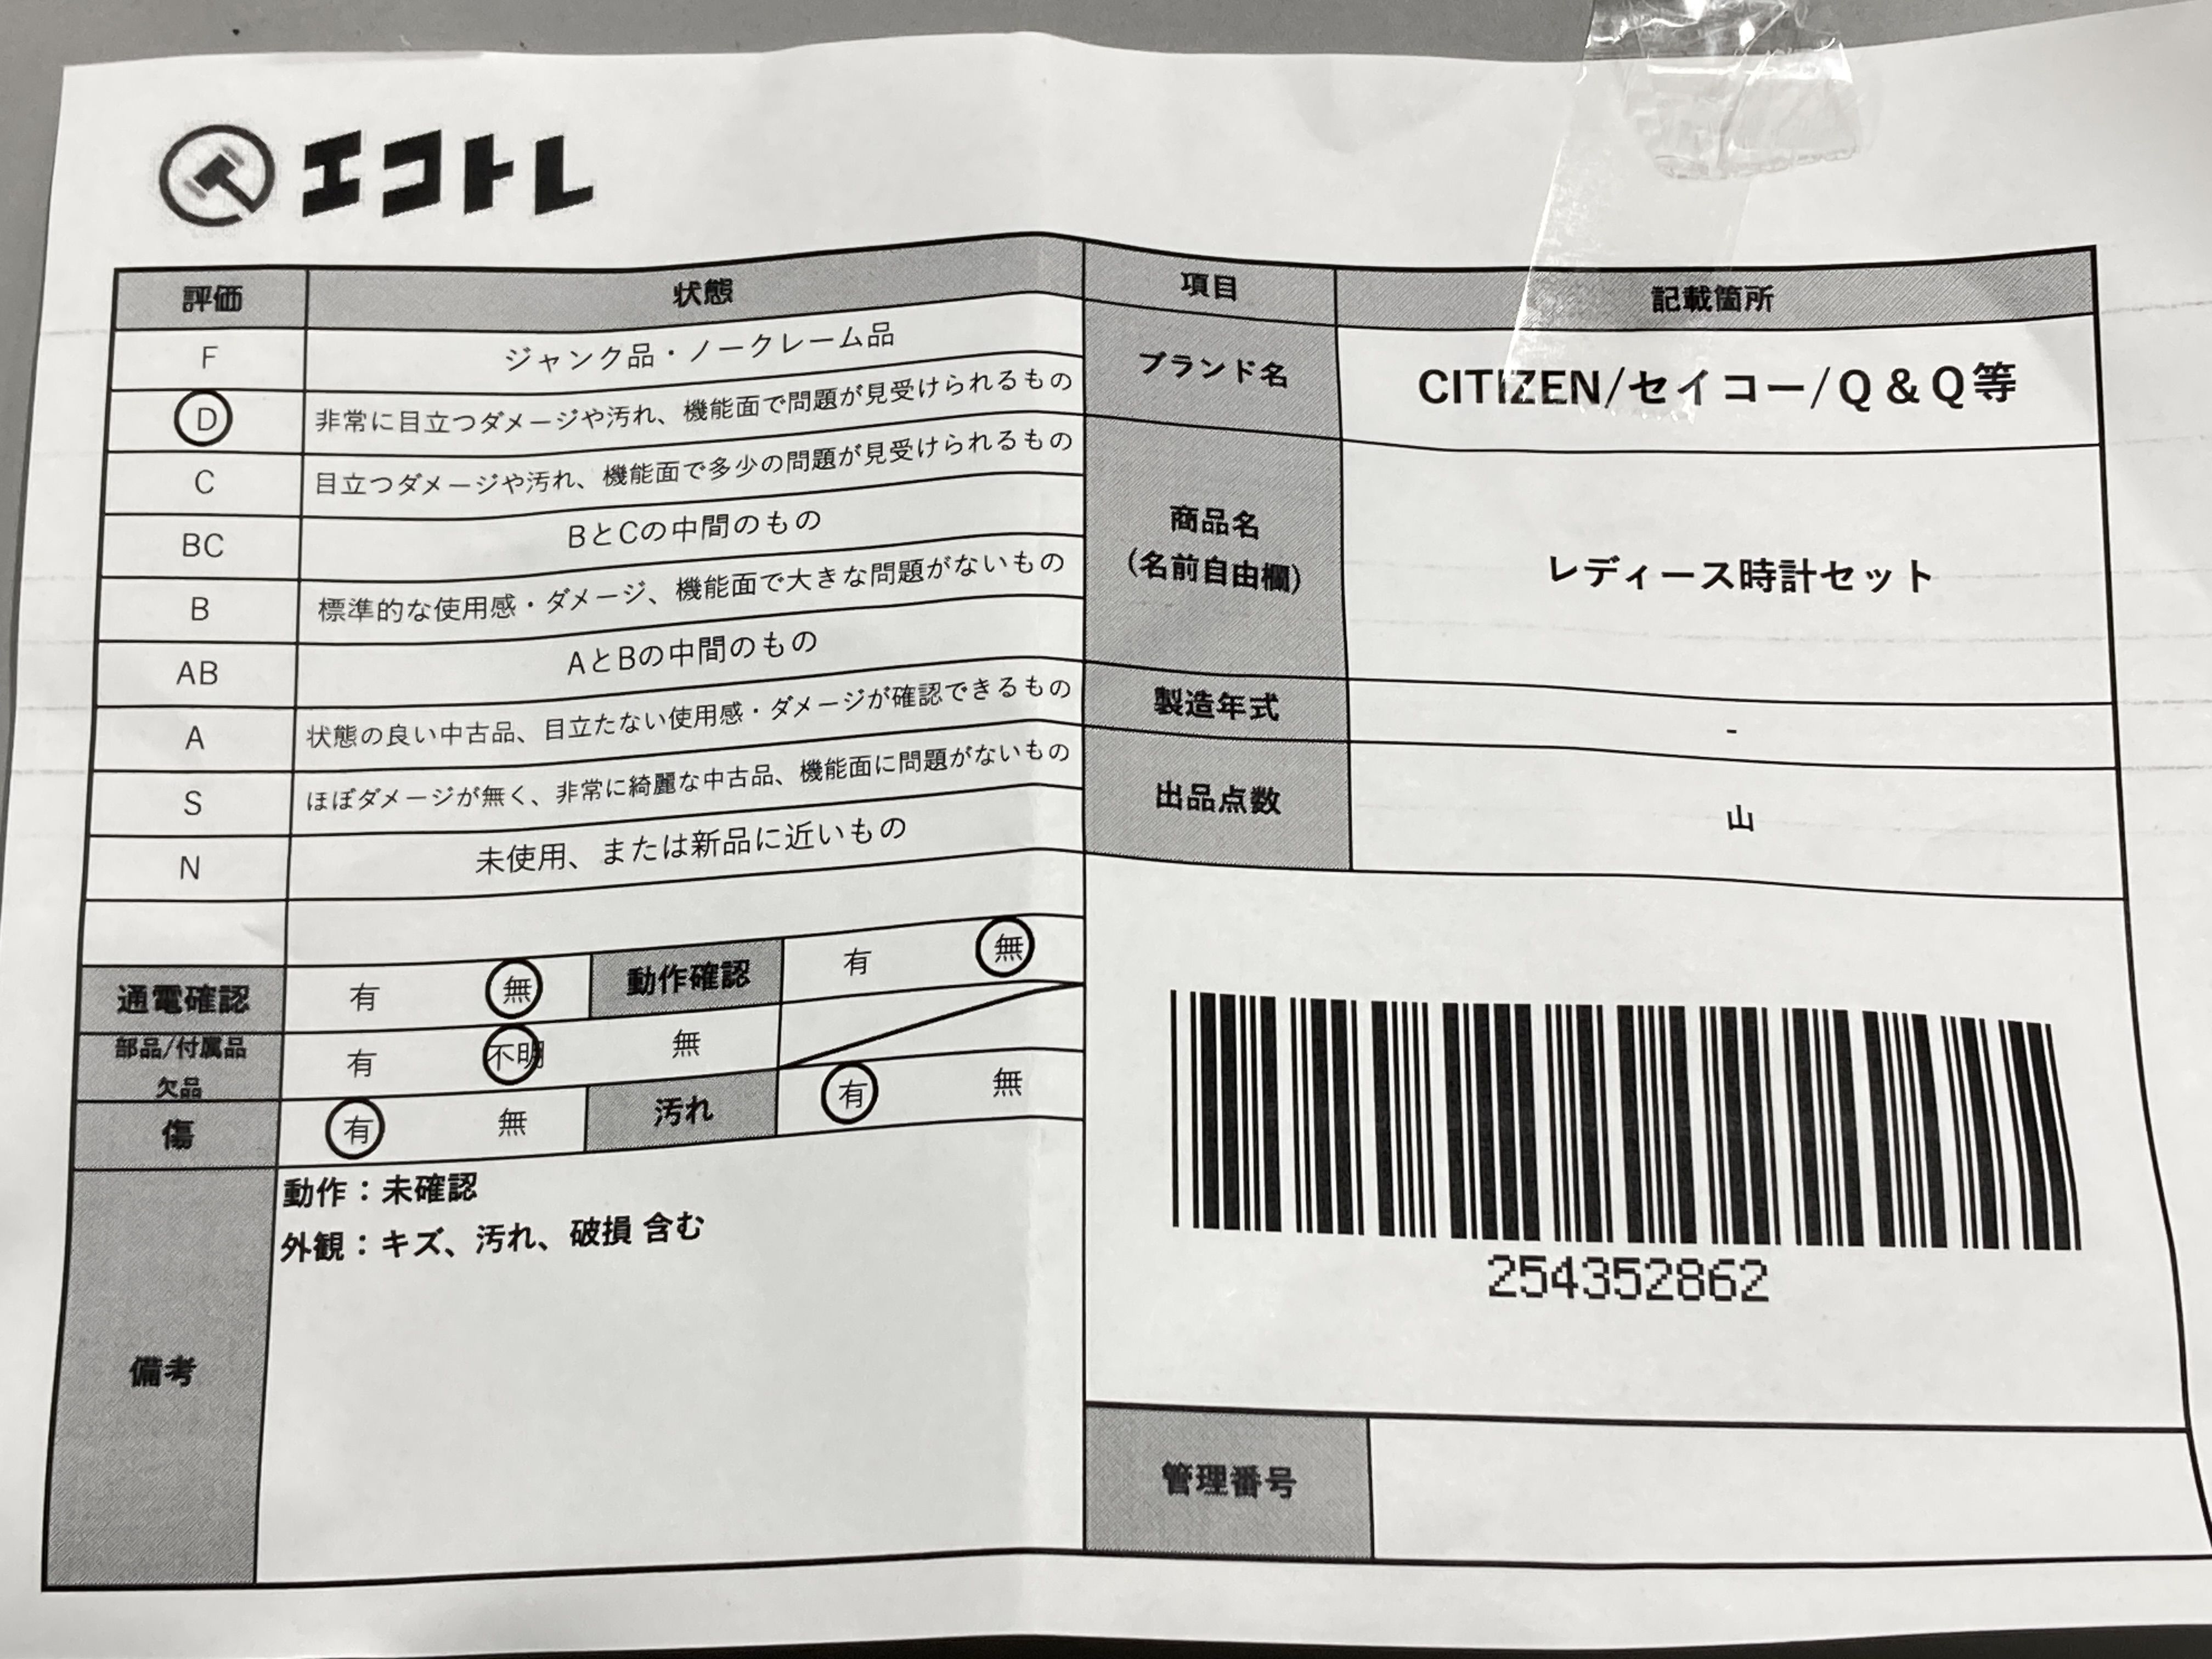 エコトレ
評価 状態
F ジャンク品・ノークレーム品
D 非常に目立つダメージや汚れ、機能面で問題が見受けられるもの
C 目立つダメージや汚れ、機能面で多少の問題が見受けられるもの
BC BとCの中間のもの
B 標準的な使用感・ダメージ、機能面で大きな問題がないもの
AB AとBの中間のもの
A 状態の良い中古品、目立たない使用感・ダメージが確認できるもの
S ほぼダメージが無く、非常に綺麗な中古品、機能面に問題がないもの
N 未使用、または新品に近いもの
通電確認 有 無 動作確認 有 無
部品/付属品
欠品 有 不明 無
傷 有 無 汚れ 有 無
備考
動作：未確認
外観：キズ、汚れ、破損 含む
項目 記載箇所
ブランド名 CITIZEN/セイコー/Q＆Q等
商品名
（名前自由欄） レディース時計セット
製造年式 -
出品点数 山
254352862
管理番号